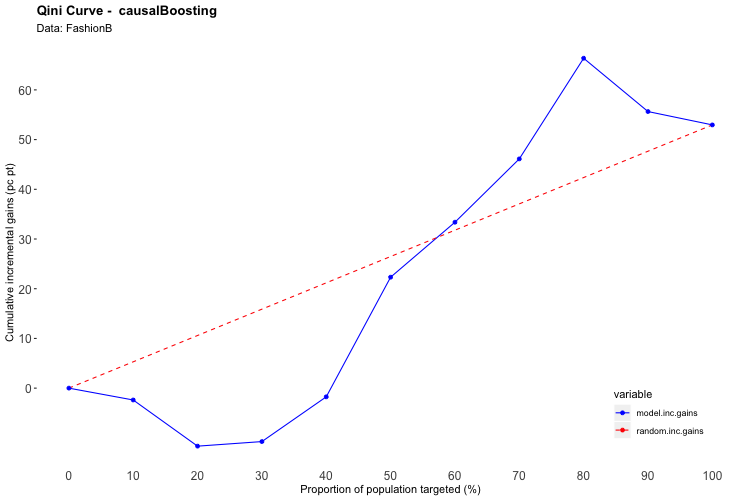 Qini Curve -  causalBoosting
Data: FashionB
Cumulative incremental gains (pc pt)
60
50
40
30
20
10
0
variable
model.inc.gains
random.inc.gains
0 10 20 30 40 50 60 70 80 90 100
Proportion of population targeted (%)